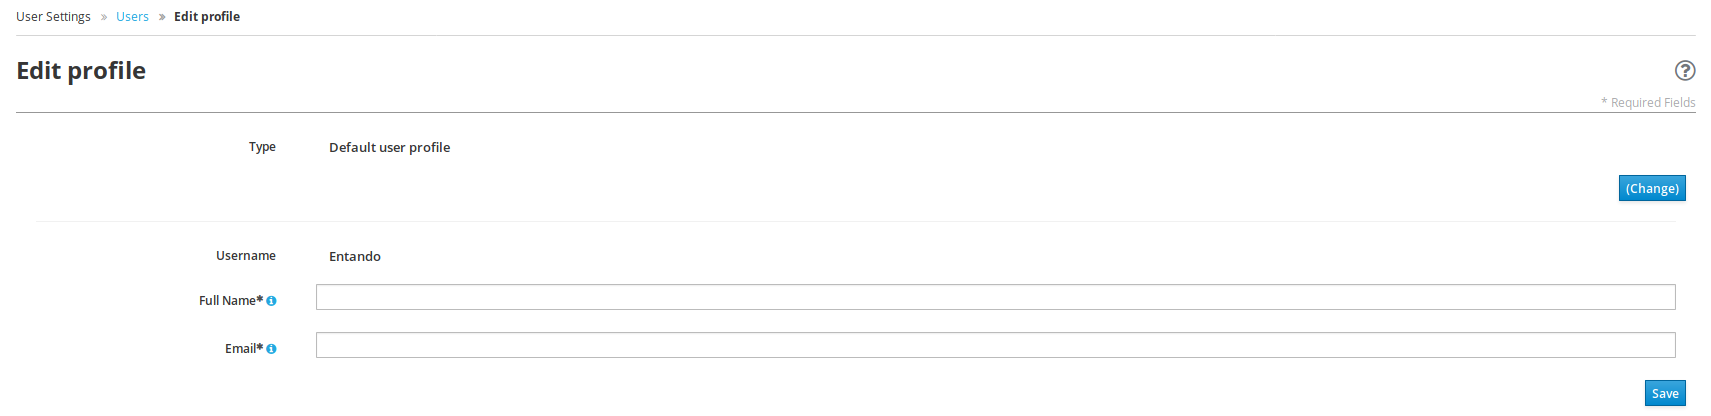 User Settings » Users » Edit profile
Edit profile
* Required Fields
Type Default user profile
(Change)
Username Entando
Full Name*
Email*
Save